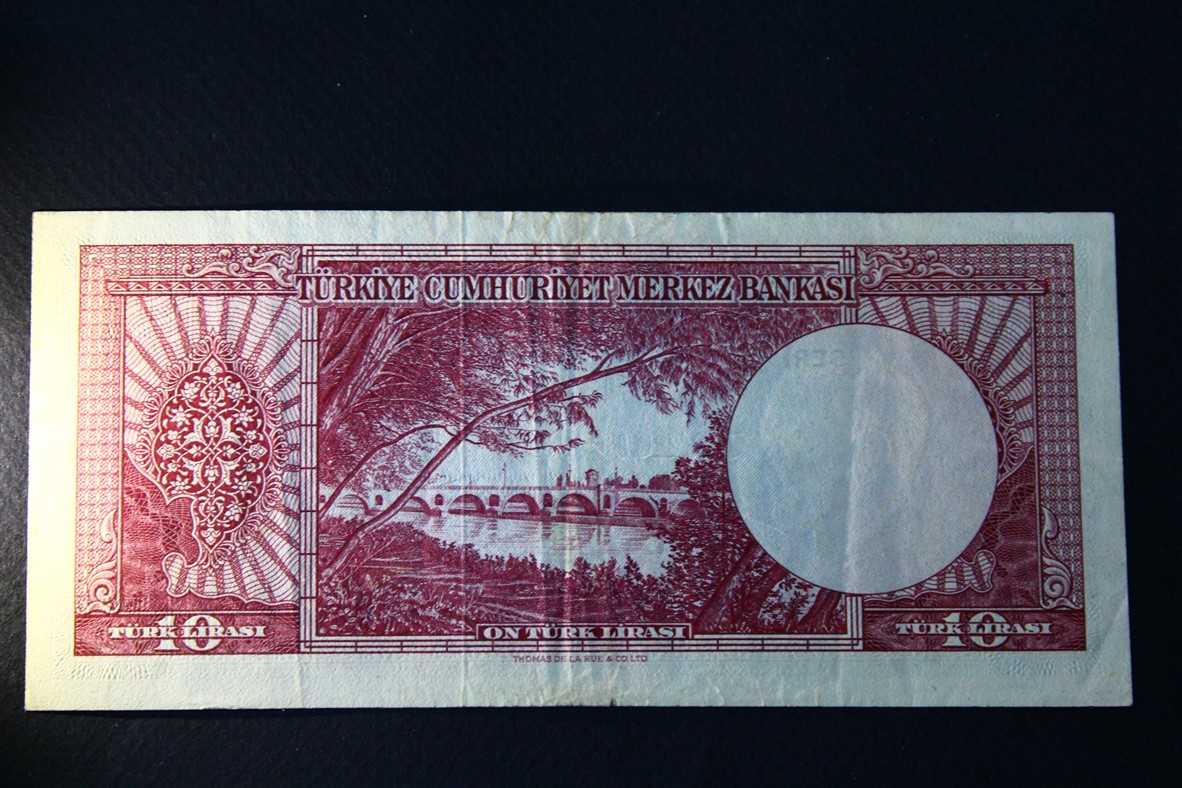 TÜRKİYE CUMHURİYET MERKEZ BANKASI
10
TÜRK LİRASI
ON TÜRK LİRASI
10
TÜRK LİRASI
THOMAS DE LA RUE & CO. LTD